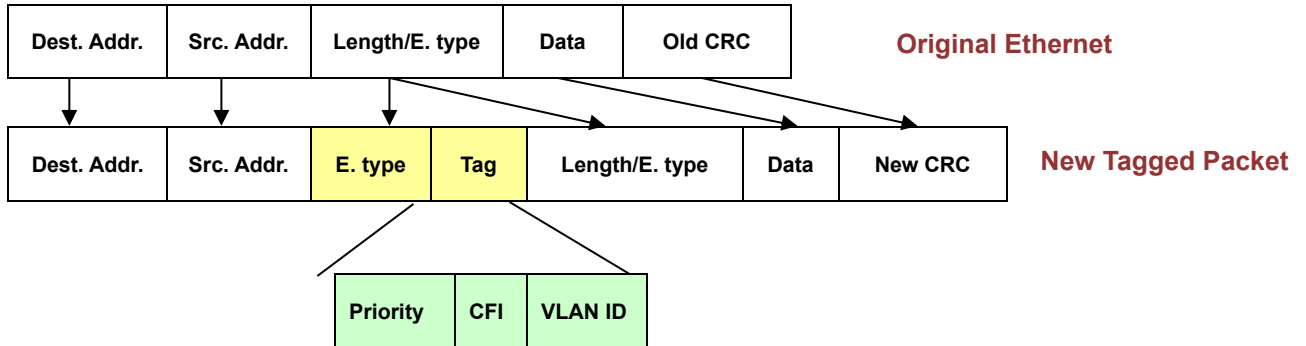 Dest. Addr. Src. Addr. Length/E. type Data Old CRC Original Ethernet
Dest. Addr. Src. Addr. E. type Tag Length/E. type Data New CRC New Tagged Packet
Priority CFI VLAN ID